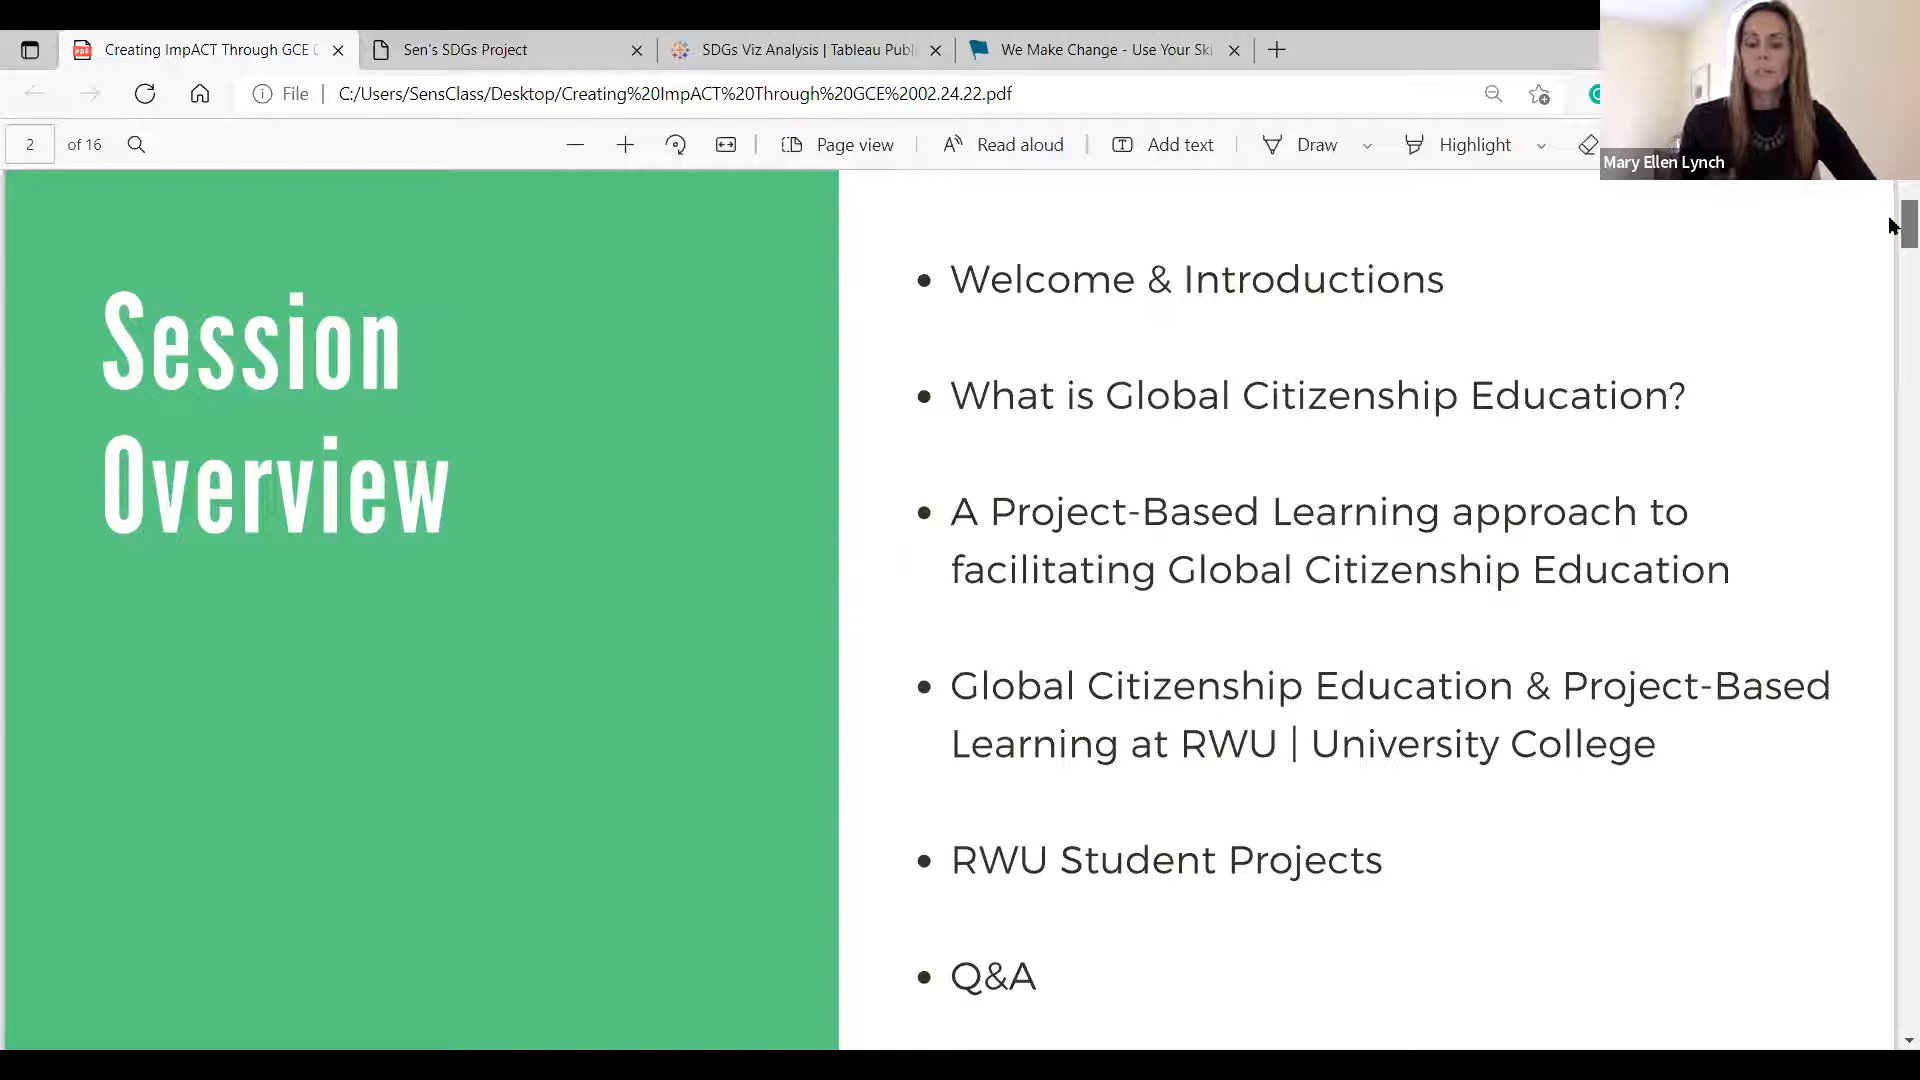 Creating ImpACT Through GCE
Sen's SDGs Project
SDGs Viz Analysis | Tableau Publ
We Make Change - Use Your Ski
File
C:/Users/SensClass/Desktop/Creating%20ImpACT%20Through%20GCE%2002.24.22.pdf
2 of 16
Page view
Read aloud
Add text
Draw
Highlight
Mary Ellen Lynch
Session
Overview
• Welcome & Introductions
• What is Global Citizenship Education?
• A Project-Based Learning approach to
facilitating Global Citizenship Education
• Global Citizenship Education & Project-Based
Learning at RWU | University College
• RWU Student Projects
• Q&A